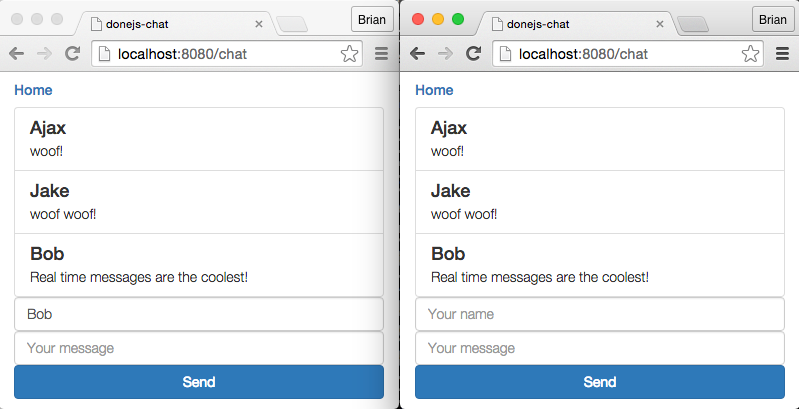 donejs-chat
Brian
localhost:8080/chat
Home
Ajax
woof!
Jake
woof woof!
Bob
Real time messages are the coolest!
Bob
Your message
Send
donejs-chat
Brian
localhost:8080/chat
Home
Ajax
woof!
Jake
woof woof!
Bob
Real time messages are the coolest!
Your name
Your message
Send